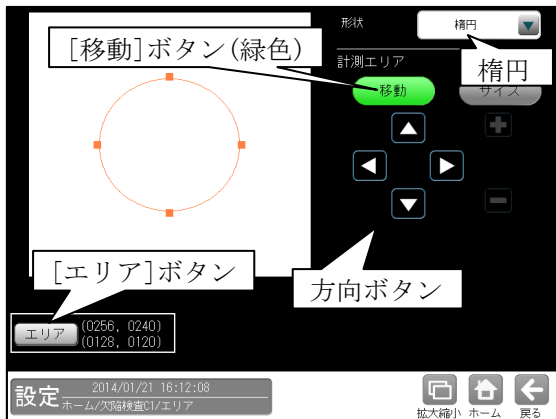 形状
楕円
[移動]ボタン(緑色)
計測エリア
楕円
移動
サイズ
[エリア]ボタン
方向ボタン
エリア
(0256, 0240)
(0128, 0120)
設定
2014/01/21 16:12:08
ホーム/欠陥検査C1/エリア
拡大縮小
ホーム
戻る